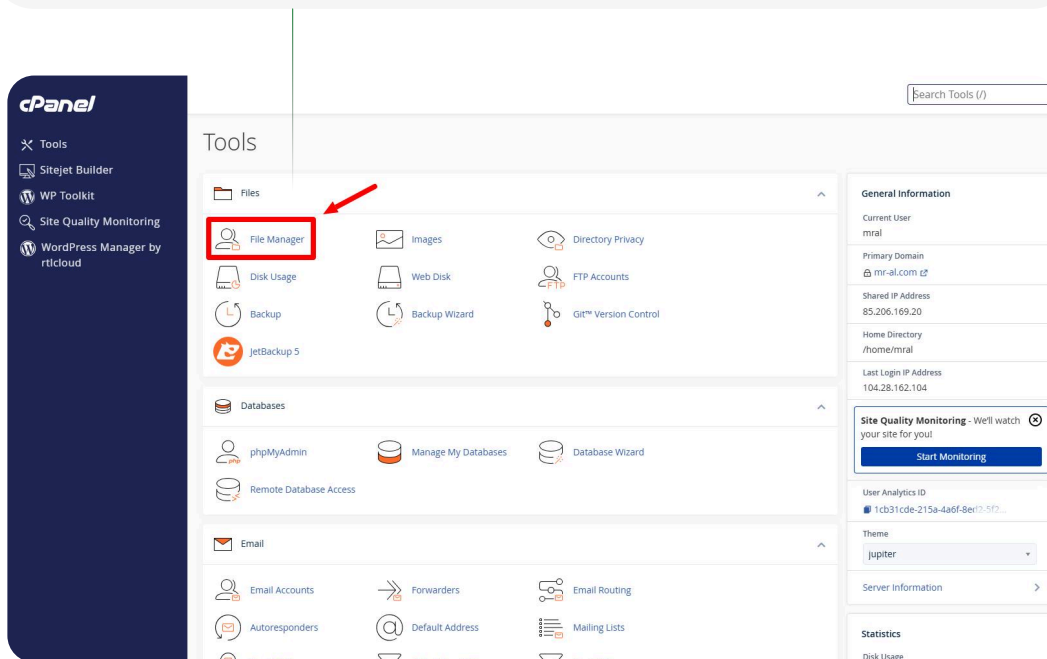 cPanel
Search Tools (/)
Tools
Sitejet Builder
WP Toolkit
Site Quality Monitoring
WordPress Manager by
rtlcloud
Tools
Files
File Manager
Images
Directory Privacy
Disk Usage
Web Disk
FTP Accounts
Backup
Backup Wizard
Git™ Version Control
JetBackup 5
Databases
phpMyAdmin
Manage My Databases
Database Wizard
Remote Database Access
Email
Email Accounts
Forwarders
Email Routing
Autoresponders
Default Address
Mailing Lists
General Information
Current User
mral
Primary Domain
mr-al.com
Shared IP Address
85.206.169.20
Home Directory
/home/mral
Last Login IP Address
104.28.162.104
Site Quality Monitoring - We'll watch
your site for you!
Start Monitoring
User Analytics ID
1cb31cde-215a-4a6f-8ed2-5f2...
Theme
jupiter
Server Information
Statistics
Disk Usage